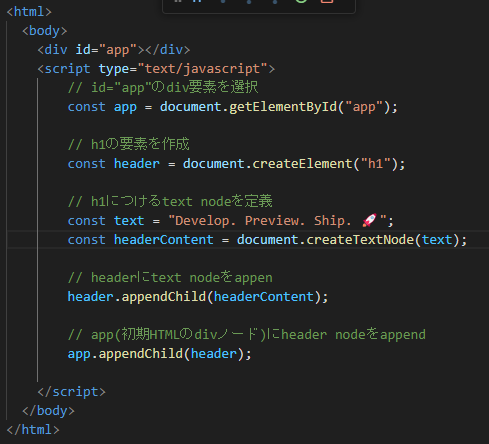 <html>
<body>
<div id="app"></div>
<script type="text/javascript">
// id="app"のdiv要素を選択
const app = document.getElementById("app");
// h1の要素を作成
const header = document.createElement("h1");
// h1につけるtext nodeを定義
const text = "Develop. Preview. Ship. 🚀";
const headerContent = document.createTextNode(text);
// headerにtext nodeをappen
header.appendChild(headerContent);
// app(初期HTMLのdivノード)にheader nodeをappend
app.appendChild(header);
</script>
</body>
</html>